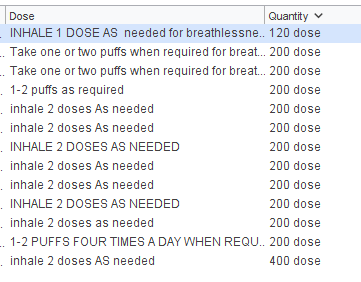 Dose Quantity
INHALE 1 DOSE AS needed for breathlessne... 120 dose
Take one or two puffs when required for breat... 200 dose
Take one or two puffs when required for breat... 200 dose
1-2 puffs as required 200 dose
inhale 2 doses As needed 200 dose
inhale 2 doses As needed 200 dose
INHALE 2 DOSES AS NEEDED 200 dose
inhale 2 doses As needed 200 dose
inhale 2 doses As needed 200 dose
INHALE 2 DOSES AS NEEDED 200 dose
inhale 2 doses as needed 200 dose
1-2 PUFFS FOUR TIMES A DAY WHEN REQU... 200 dose
inhale 2 doses AS needed 400 dose